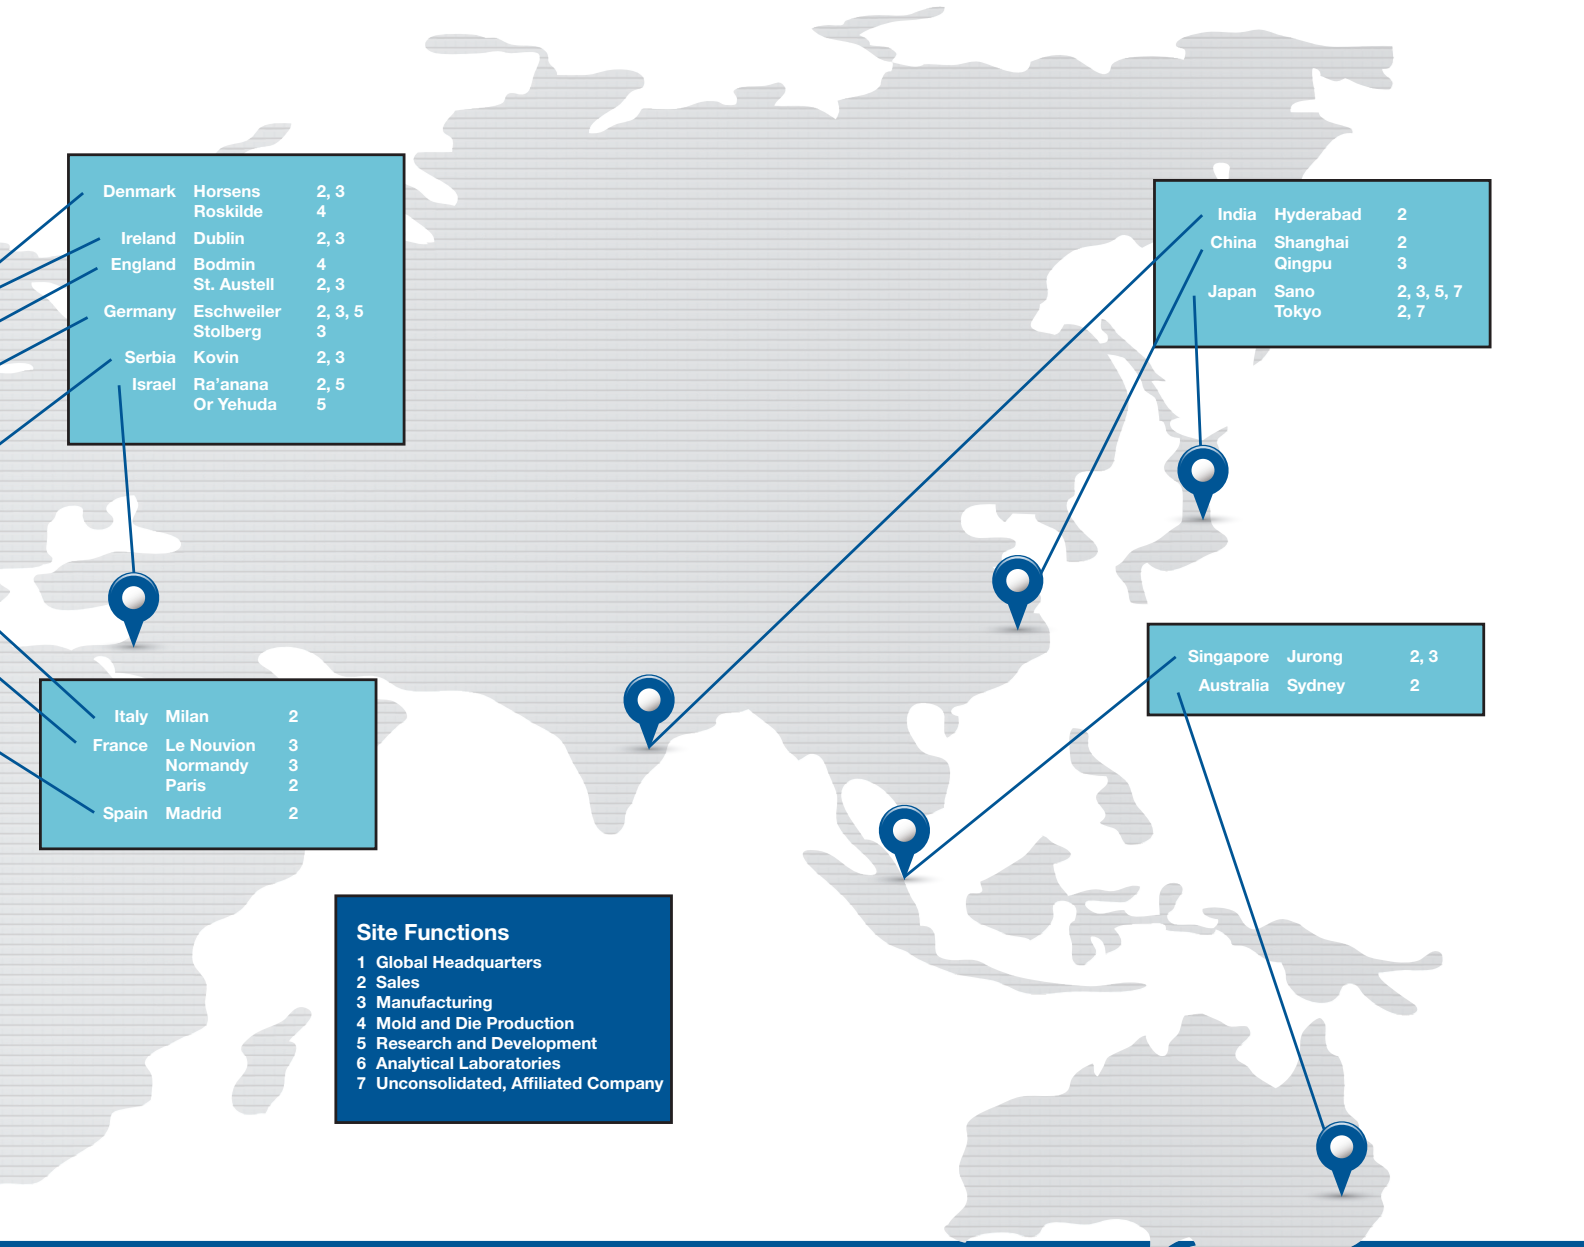 Denmark Horsens 2, 3
Roskilde 4
Ireland Dublin 2, 3
England Bodmin 4
St. Austell 2, 3
Germany Eschweiler 2, 3, 5
Stolberg 3
Serbia Kovin 2, 3
Israel Ra’anana 2, 5
Or Yehuda 5
India Hyderabad 2
China Shanghai 2
Qingpu 3
Japan Sano 2, 3, 5, 7
Tokyo 2, 7
Singapore Jurong 2, 3
Australia Sydney 2
Italy Milan 2
France Le Nouvion 3
Normandy 3
Paris 2
Spain Madrid 2
Site Functions
1 Global Headquarters
2 Sales
3 Manufacturing
4 Mold and Die Production
5 Research and Development
6 Analytical Laboratories
7 Unconsolidated, Affiliated Company